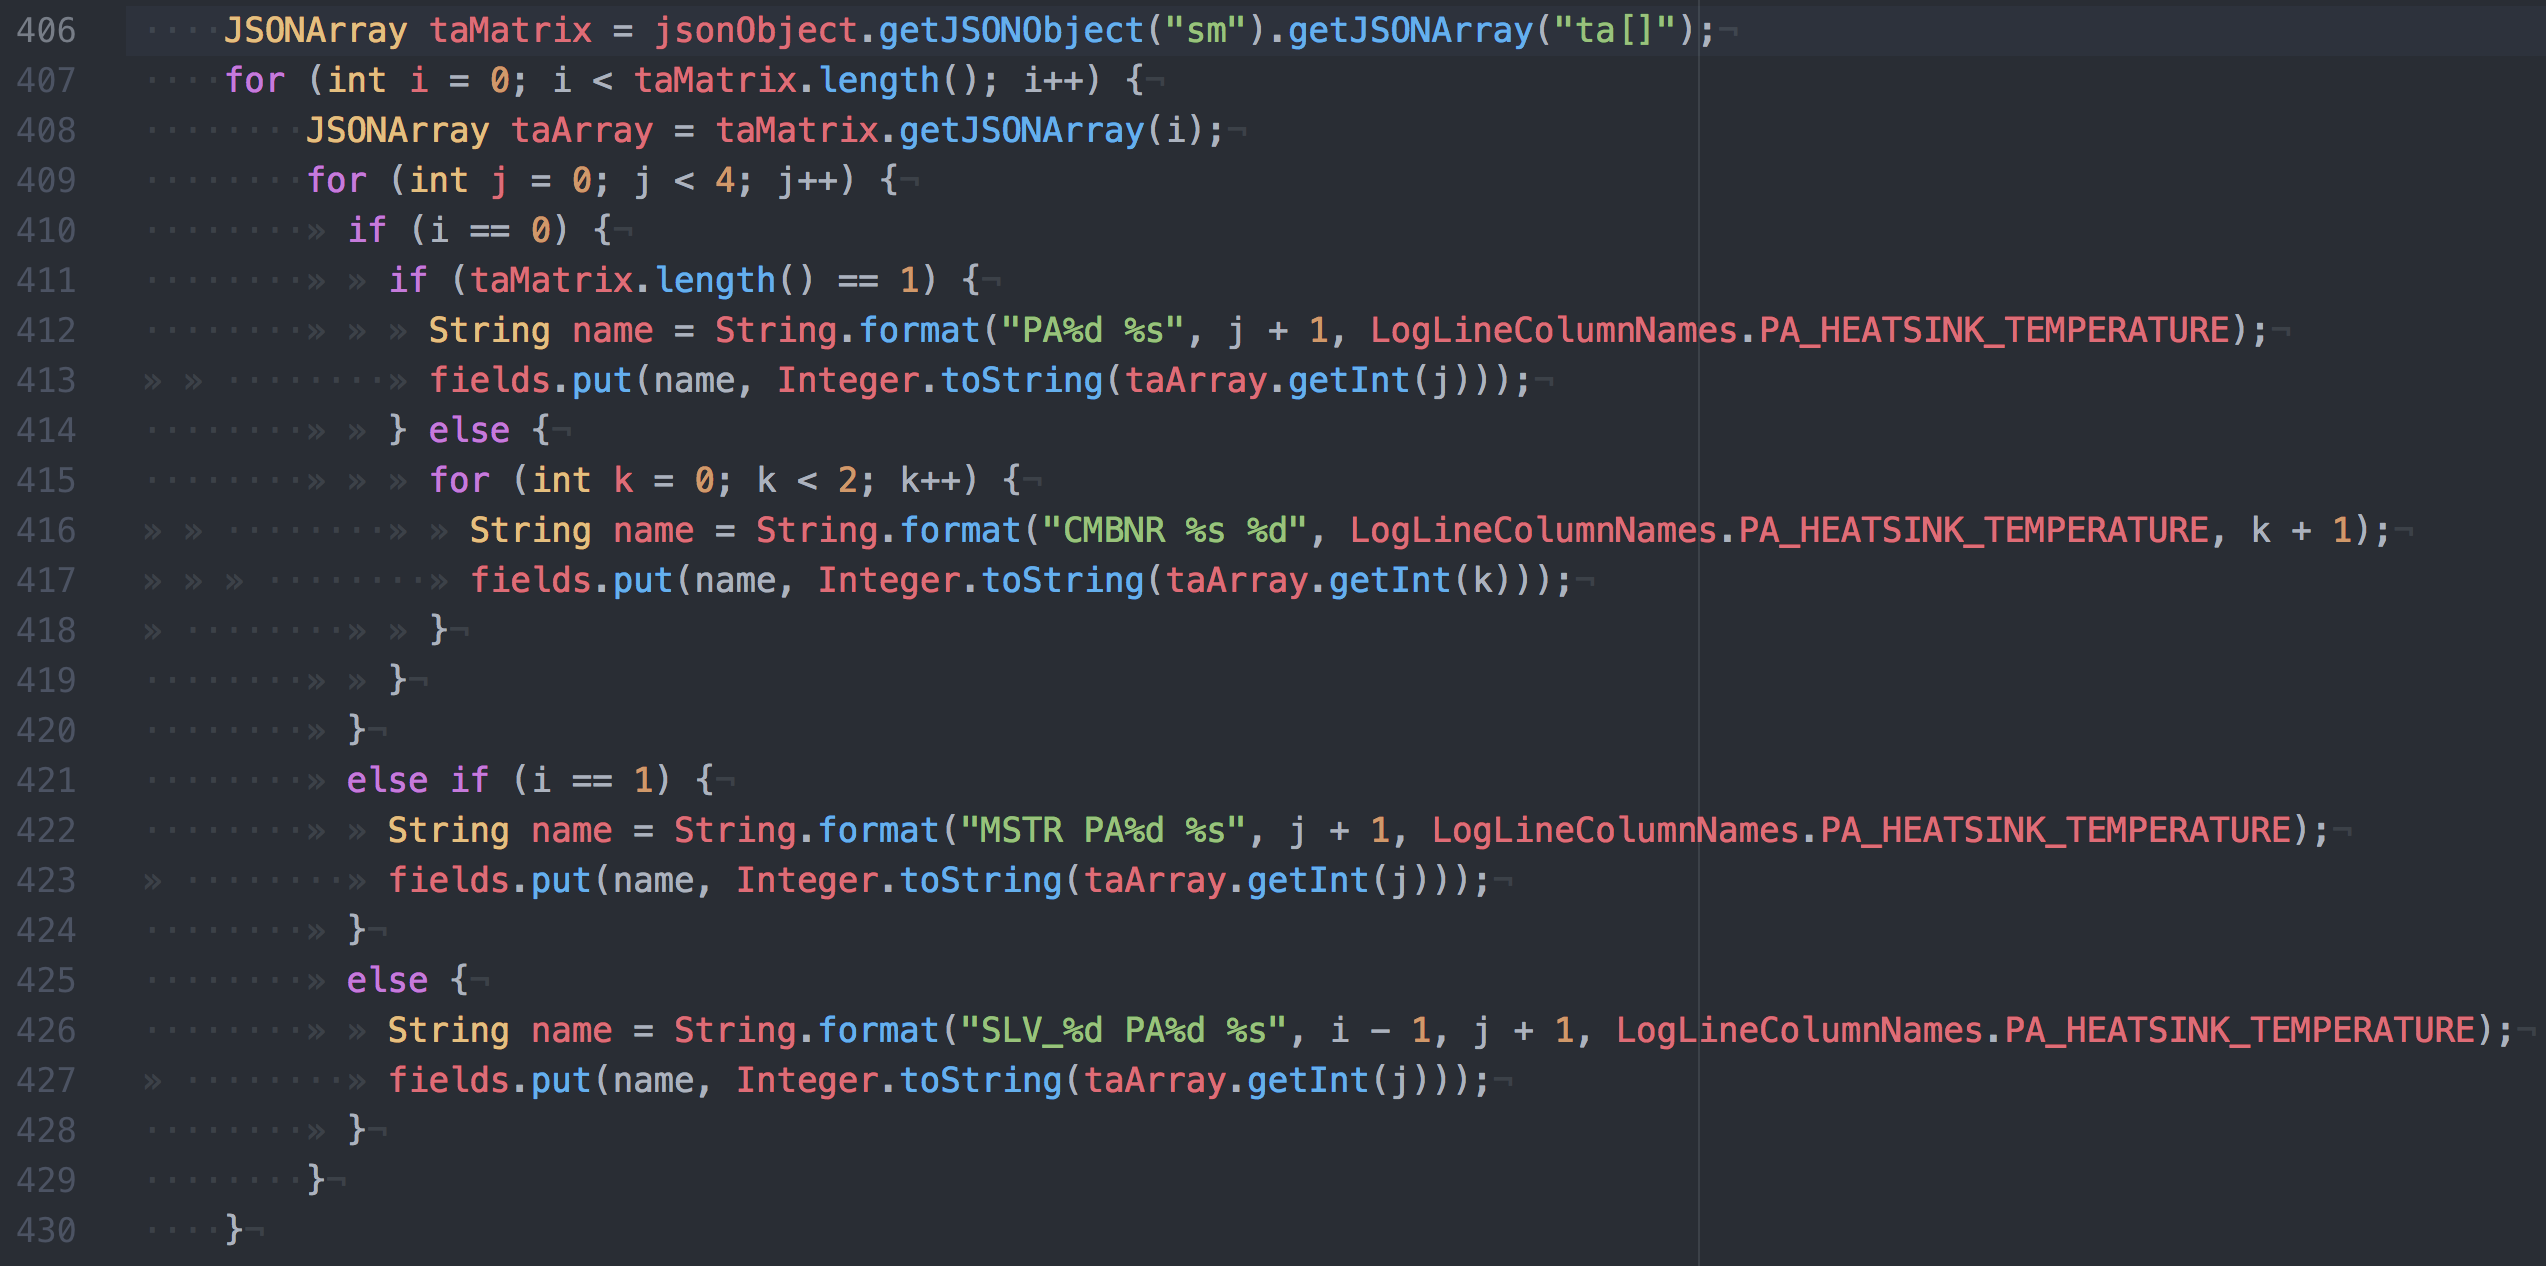 406 JSONArray taMatrix = jsonObject.getJSONObject("sm").getJSONArray("ta[]");
407 for (int i = 0; i < taMatrix.length(); i++) {
408 JSONArray taArray = taMatrix.getJSONArray(i);
409 for (int j = 0; j < 4; j++) {
410 if (i == 0) {
411 if (taMatrix.length() == 1) {
412 String name = String.format("PA%d %s", j + 1, LogLineColumnNames.PA_HEATSINK_TEMPERATURE);
413 fields.put(name, Integer.toString(taArray.getInt(j)));
414 } else {
415 for (int k = 0; k < 2; k++) {
416 String name = String.format("CMBNR %s %d", LogLineColumnNames.PA_HEATSINK_TEMPERATURE, k + 1);
417 fields.put(name, Integer.toString(taArray.getInt(k)));
418 }
419 }
420 }
421 else if (i == 1) {
422 String name = String.format("MSTR PA%d %s", j + 1, LogLineColumnNames.PA_HEATSINK_TEMPERATURE);
423 fields.put(name, Integer.toString(taArray.getInt(j)));
424 }
425 else {
426 String name = String.format("SLV_%d PA%d %s", i - 1, j + 1, LogLineColumnNames.PA_HEATSINK_TEMPERATURE);
427 fields.put(name, Integer.toString(taArray.getInt(j)));
428 }
429 }
430 }